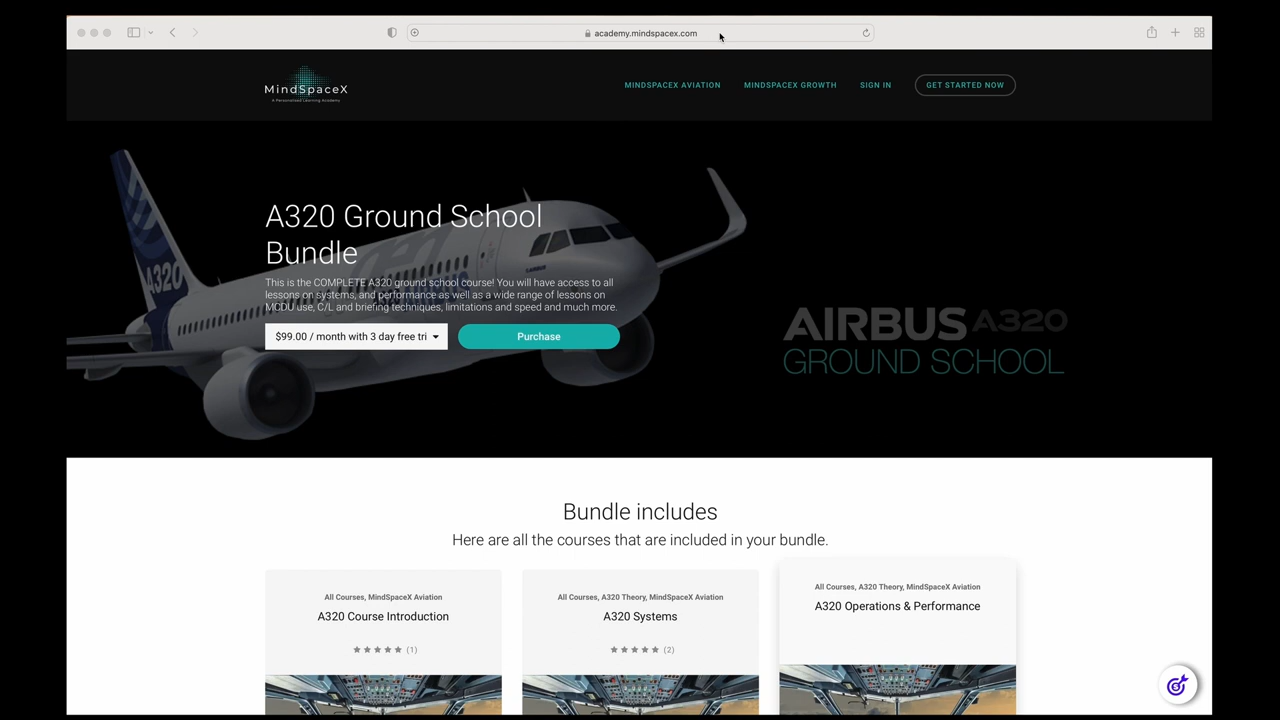 academy.mindspacex.com
MindSpaceX
A Personalised Learning Academy
MINDSPACEX AVIATION
MINDSPACEX GROWTH
SIGN IN
GET STARTED NOW
A320
A320 Ground School
Bundle
This is the COMPLETE A320 ground school course! You will have access to all
lessons on systems, and performance as well as a wide range of lessons on
MCDU use, C/L and briefing techniques, limitations and speed and much more.
$99.00 / month with 3 day free tri
Purchase
AIRBUS A320
GROUND SCHOOL
Bundle includes
Here are all the courses that are included in your bundle.
All Courses, MindSpaceX Aviation
A320 Course Introduction
(1)
All Courses, A320 Theory, MindSpaceX Aviation
A320 Systems
(2)
All Courses, A320 Theory, MindSpaceX Aviation
A320 Operations & Performance